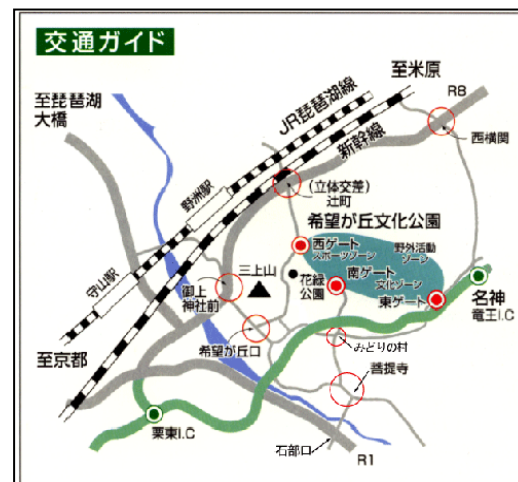 交通ガイド
至米原
R8
至琵琶湖
大橋
JR琵琶湖線
新幹線
西横関
野洲駅
(立体交差)
辻町
希望が丘文化公園
西ゲート
スポーツゾーン
野外活動
ゾーン
守山駅
三上山
御上
神社前
花緑
公園
南ゲート
文化ゾーン
東ゲート
名神
竜王I.C
至京都
希望が丘口
みどりの村
菩提寺
栗東I.C
石部口
R1